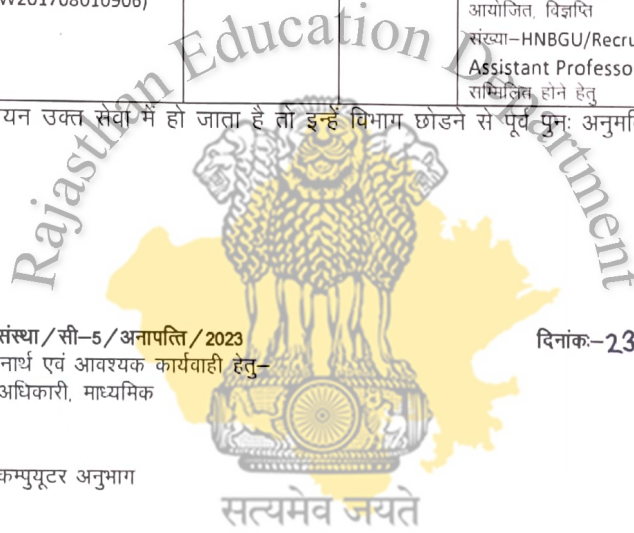 W201708010906)
आयोजित, विज्ञप्ति
संख्या–HNBGU/Recru
Assistant Professo
सम्मिलित होने हेतु
यन उक्त सेवा में हो जाता है तो इन्हें विभाग छोडने से पूर्व पुनः अनुमति
Rajasthan Education Department
संस्था/सी–5/अनापत्ति/2023
दिनांकः–23
नार्थ एवं आवश्यक कार्यवाही हेतु–
अधिकारी, माध्यमिक
कम्पुयूटर अनुभाग
सत्यमेव जयते